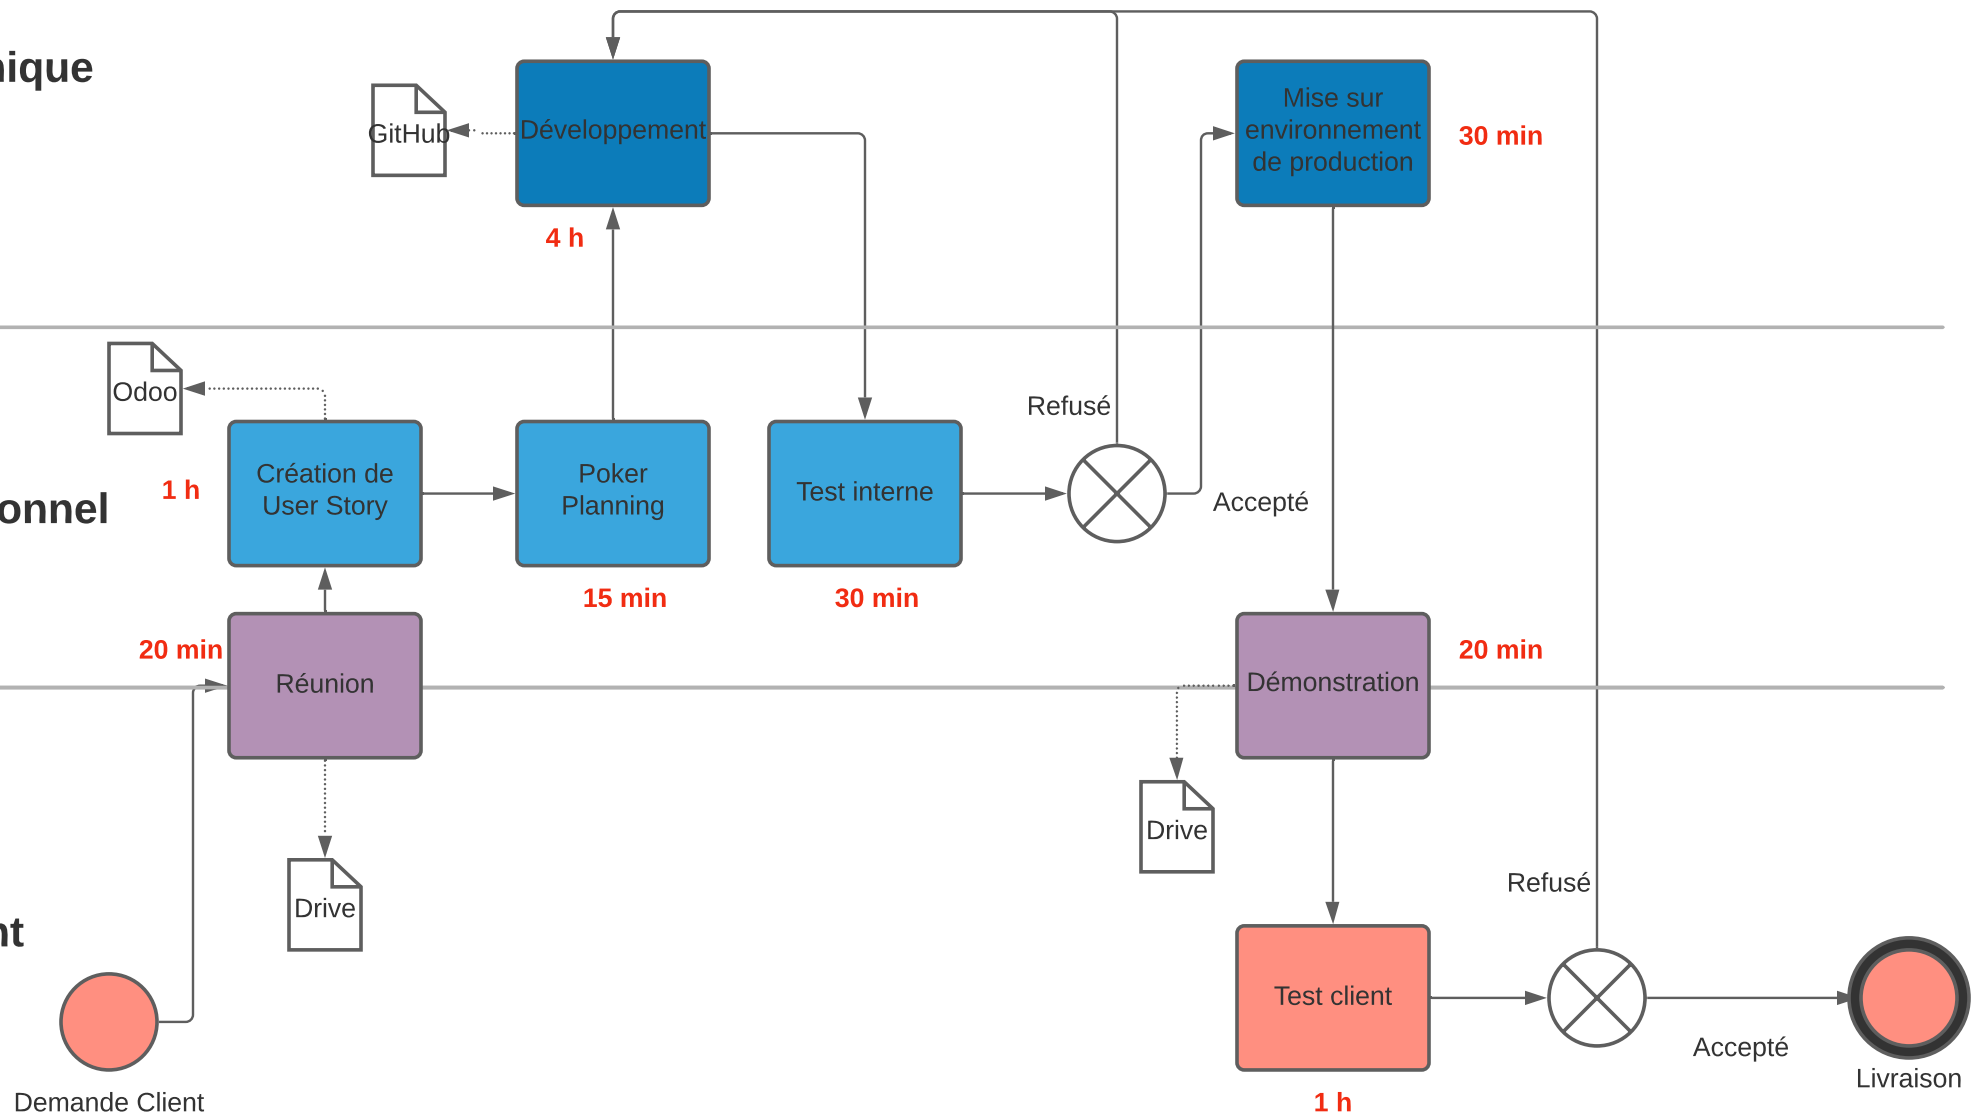 nique
GitHub
Développement
4 h
Mise sur
environnement
de production
30 min
onnel
Odoo
1 h
Création de
User Story
Poker
Planning
15 min
Test interne
30 min
Refusé
Accepté
20 min
Réunion
Démonstration
20 min
nt
Drive
Drive
Demande Client
Test client
1 h
Refusé
Accepté
Livraison